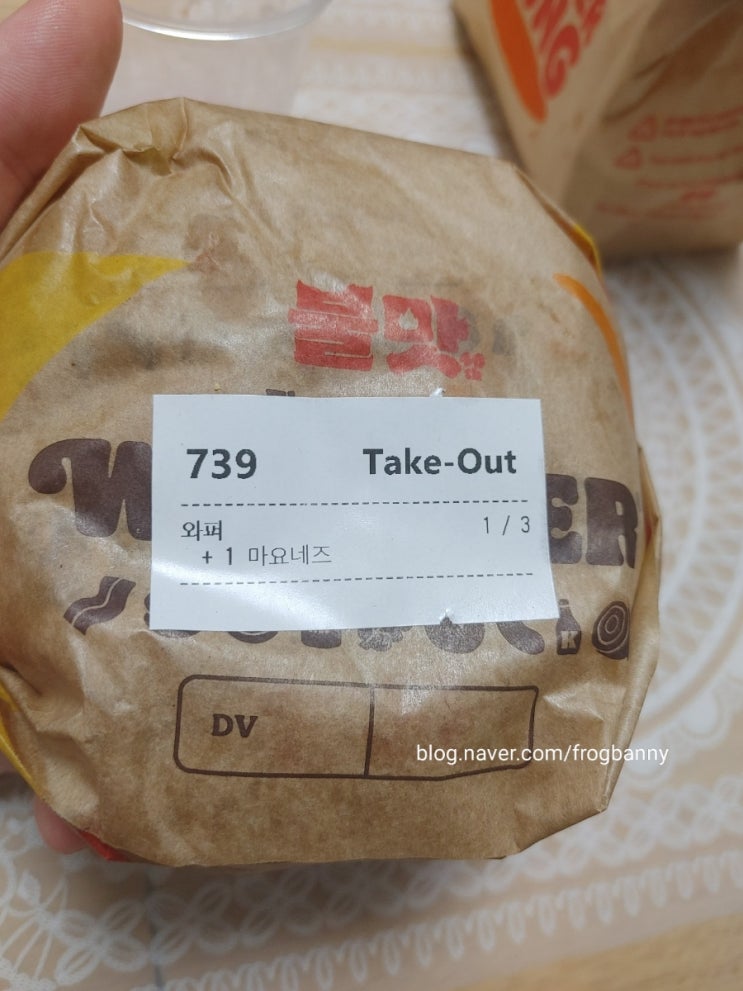 불맛
739 Take-Out
와퍼 1 / 3
+ 1 마요네즈
K
DV
blog.naver.com/frogbanny